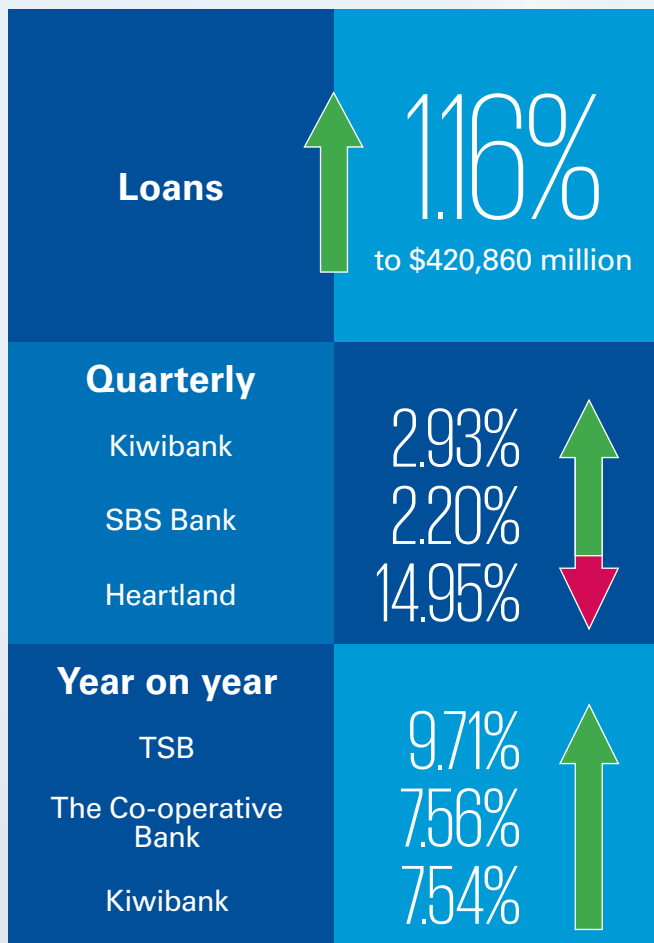 Loans
1.16%
to $420,860 million
Quarterly
Kiwibank 2.93%
SBS Bank 2.20%
Heartland 14.95%
Year on year
TSB 9.71%
The Co-operative
Bank 7.56%
Kiwibank 7.54%